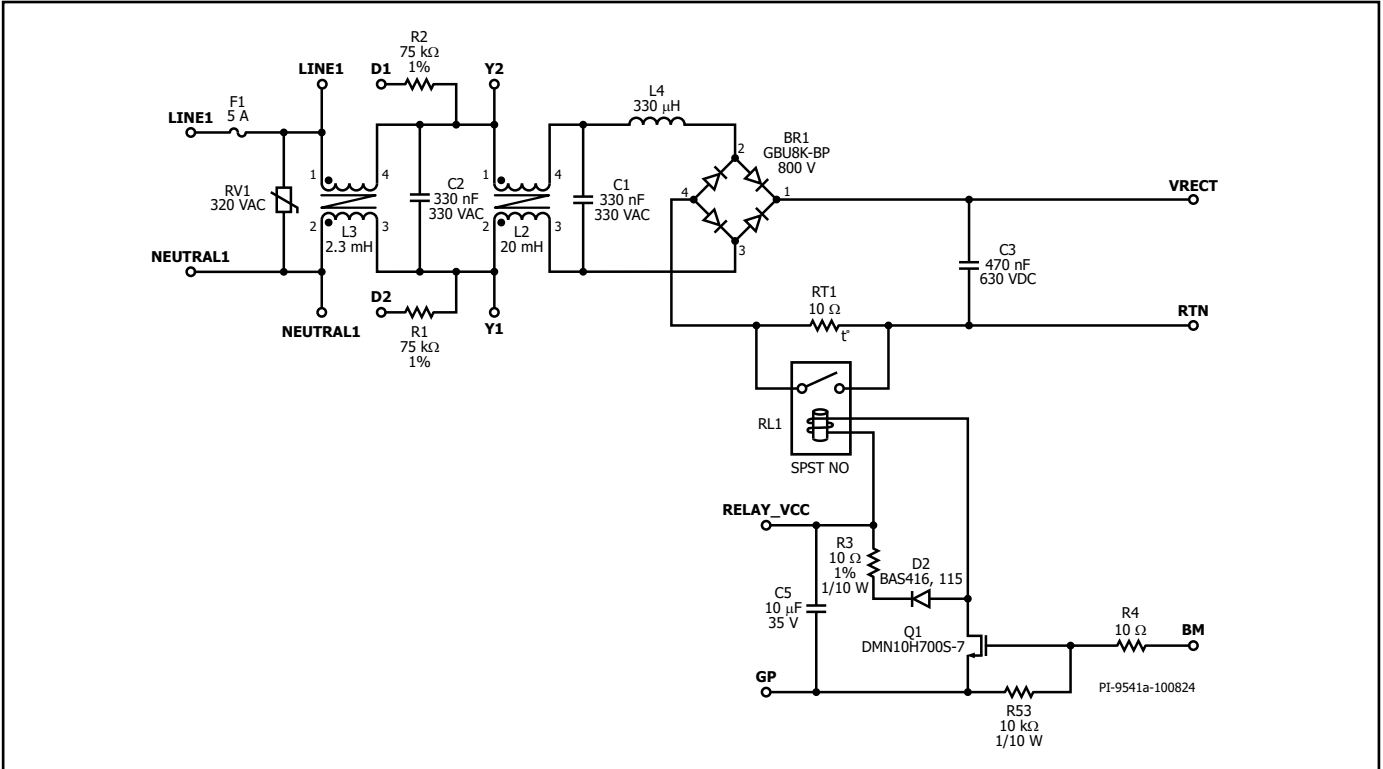 R2
75 kΩ
1%
LINE1
D1
Y2
F1
5 A
LINE1
L4
330 μH
BR1
GBU8K-BP
800 V
2
1
4
1
4
4
1
VRECT
RV1
320 VAC
C2
330 nF
330 VAC
C1
330 nF
330 VAC
2
3
L3
2.3 mH
2
3
L2
20 mH
3
C3
470 nF
630 VDC
NEUTRAL1
D2
RT1
10 Ω
t°
RTN
NEUTRAL1
R1
75 kΩ
1%
Y1
RL1
SPST NO
RELAY_VCC
R3
10 Ω
1%
1/10 W
D2
BAS416, 115
C5
10 μF
35 V
Q1
DMN10H700S-7
R4
10 Ω
BM
GP
PI-9541a-100824
R53
10 kΩ
1/10 W